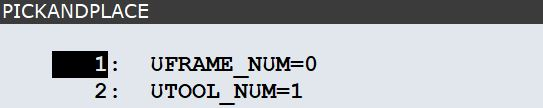 PICKANDPLACE
1: UFRAME_NUM=0
2: UTOOL_NUM=1